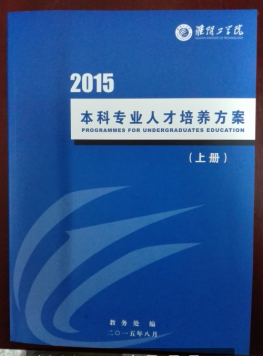 淮阴工学院
2015
本科专业人才培养方案
PROGRAMMES FOR UNDERGRADUATES EDUCATION
（上册）
教务处 编
二〇一五年八月